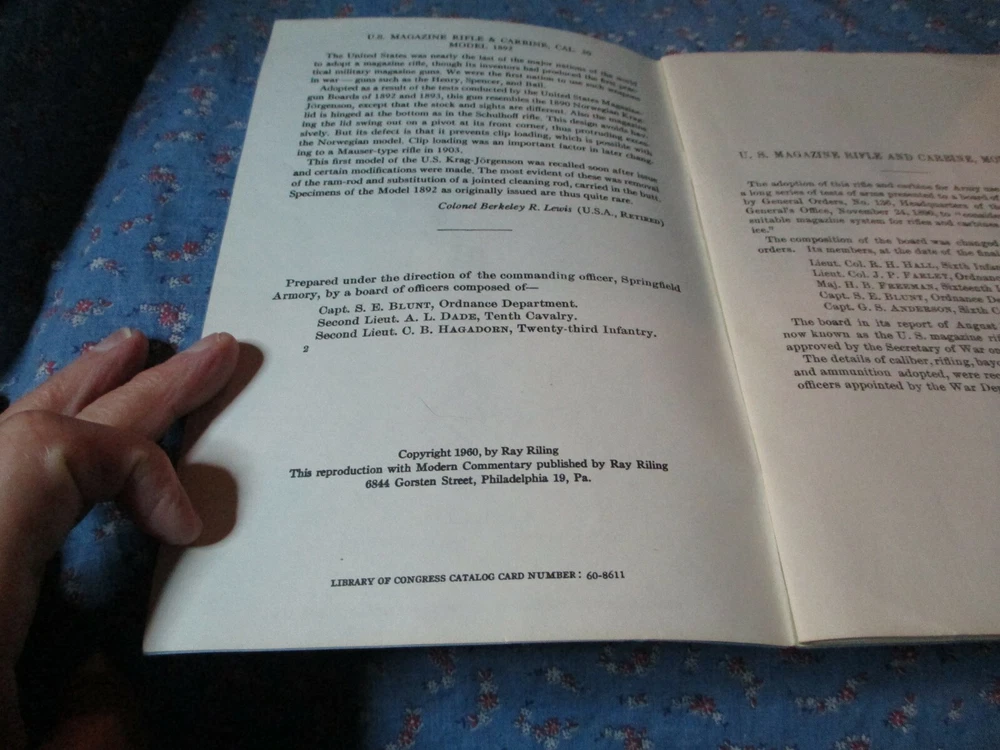 U.S. MAGAZINE RIFLE & CARBINE, CAL. 30
MODEL 1892
The United States was nearly the last of the major nations of the world
to adopt a magazine rifle, though its inventors had produced the first prac-
tical military magazine guns. We were the first nation to use such weapons
in war — guns such as the Henry, Spencer, and Ball.
Adopted as a result of the tests conducted by the United States Magazine
gun Boards of 1892 and 1893, this gun resembles the 1890 Norwegian Krag-
Jörgenson, except that the stock and sights are different. Also the magazine
lid is hinged at the bottom as in the Schulhoff rifle. This design avoids hav-
ing the lid swing out on a pivot at its front corner, thus protruding exces-
sively. But its defect is that it prevents clip loading, which is possible with
the Norwegian model. Clip loading was an important factor in later chang-
ing to a Mauser-type rifle in 1903.
This first model of the U.S. Krag-Jörgenson was recalled soon after issue
and certain modifications were made. The most evident of these was removal
of the ram-rod and substitution of a jointed cleaning rod, carried in the butt.
Specimens of the Model 1892 as originally issued are thus quite rare.
Colonel Berkeley R. Lewis (U.S.A., RETIRED)
Prepared under the direction of the commanding officer, Springfield
Armory, by a board of officers composed of—
Capt. S. E. BLUNT, Ordnance Department.
Second Lieut. A. L. DADE, Tenth Cavalry.
Second Lieut. C. B. HAGADORN, Twenty-third Infantry.
2
Copyright 1960, by Ray Riling
This reproduction with Modern Commentary published by Ray Riling
6844 Gorsten Street, Philadelphia 19, Pa.
LIBRARY OF CONGRESS CATALOG CARD NUMBER: 60-8611
U. S. MAGAZINE RIFLE AND CARBINE,
The adoption of this rifle and carbine for Army
a long series of tests of arms presented to a board of
by General Orders, No. 136, Headquarters of
General's Office, November 24, 1890, to "consider
suitable magazine system for rifles and carbines
ice."
The composition of the board was changed
orders. Its members, at the date of the final
Lieut. Col. R. H. HALL, Sixth
Lieut. Col. J. P. FARLEY,
Maj. H. B. FREEMAN, Sixteenth
Capt. S. E. BLUNT, Ordnance
Capt. G. S. ANDERSON, Sixth
The board in its report of August
now known as the U. S. magazine
approved by the Secretary of War
The details of caliber, rifling,
and ammunition adopted, were
officers appointed by the War